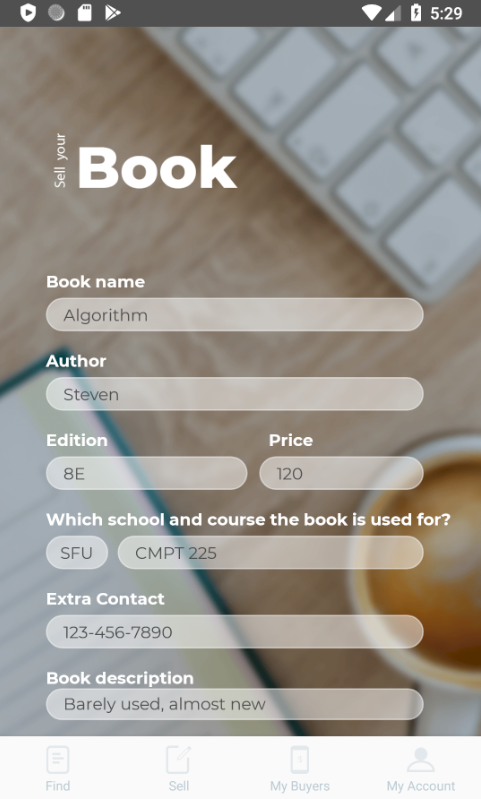 5:29
Sell your
Book
Book name
Algorithm
Author
Steven
Edition Price
8E 120
Which school and course the book is used for?
SFU CMPT 225
Extra Contact
123-456-7890
Book description
Barely used, almost new
Find Sell My Buyers My Account